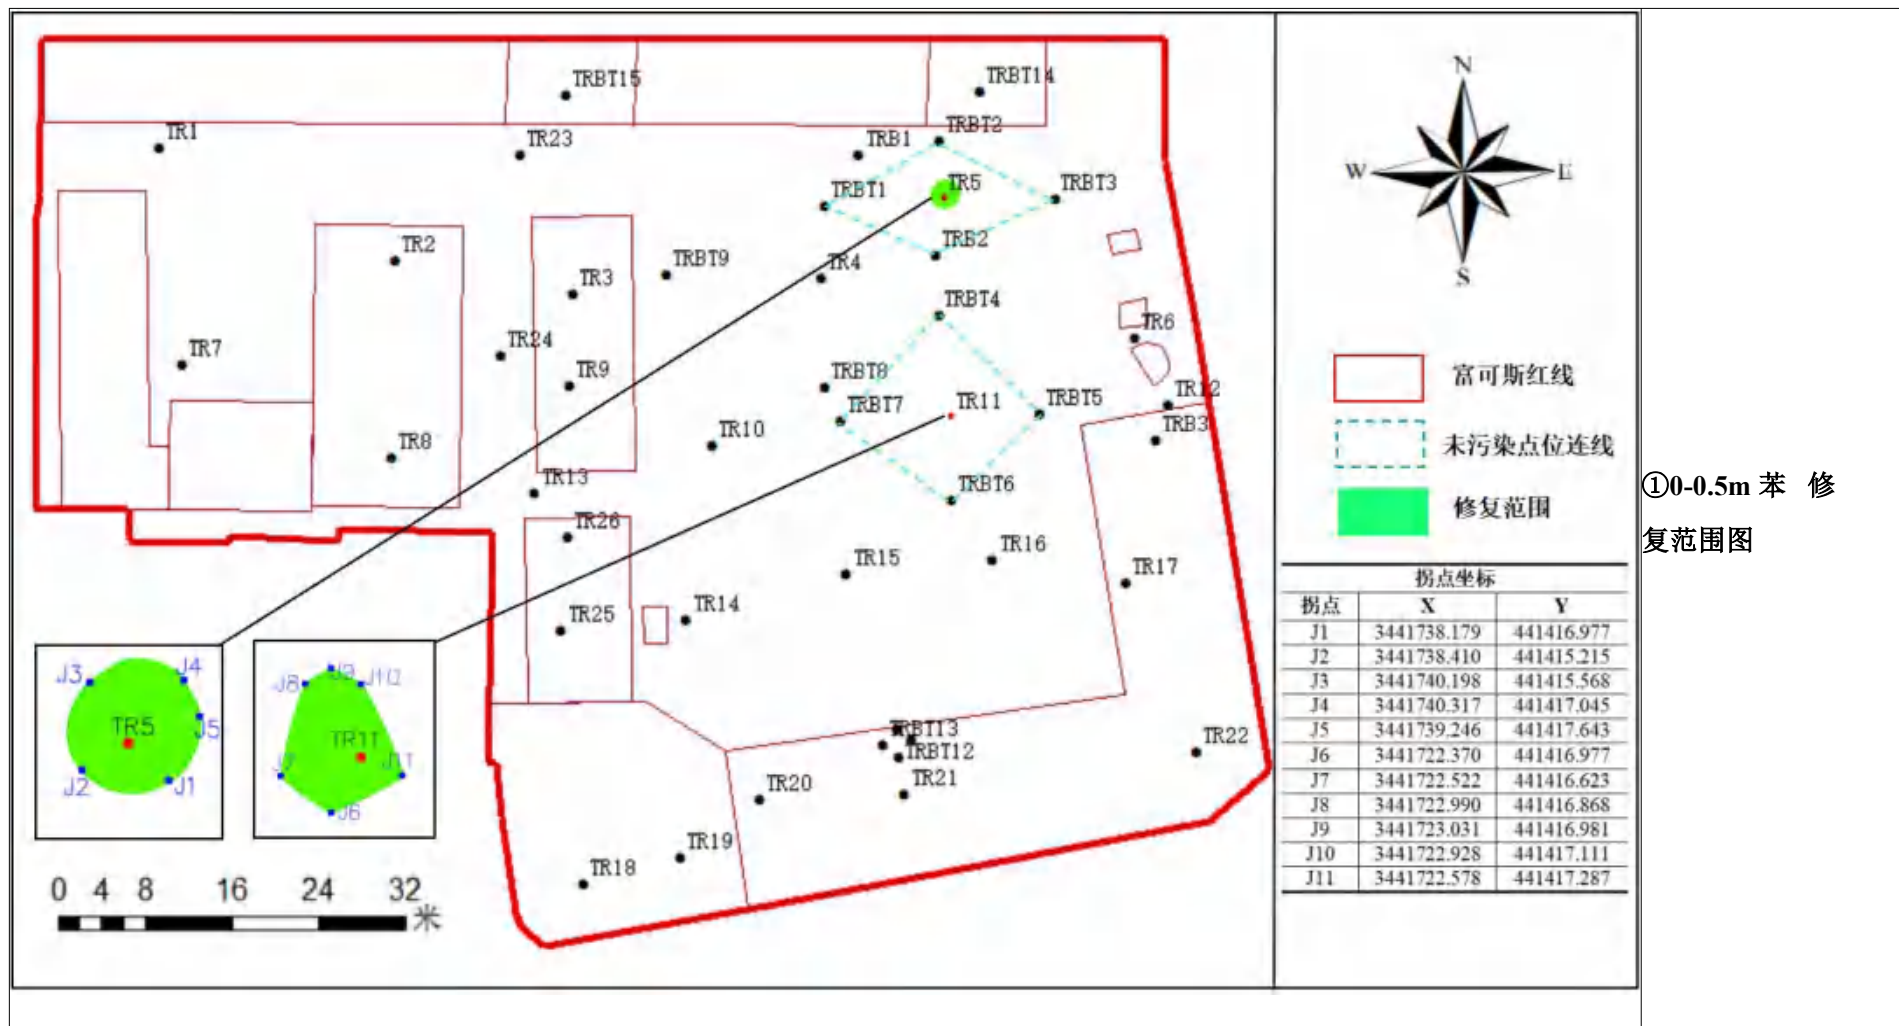 TRBT15
TRBT14
TR1
TR23
TRB1
TRBT2
TRBT1
TR5
TRBT3
TR2
TRBT9
TR4
TRB2
TR3
TRBT4
TR6
TR7
TR24
TR9
TRBT8
TRBT7
TR11
TRBT5
TR12
TRB3
TR8
TR10
TR13
TRBT6
TR26
TR15
TR16
TR17
TR25
TR14
TRBT13
TRBT12
TR22
TR20
TR21
TR19
TR18
J3
J4
TR5
J5
J2
J1
J8
J9
J10
TR11
J7
J11
J6
0 4 8 16 24 32
米
N
W E
S
富可斯红线
未污染点位连线
修复范围
拐点坐标
拐点 X Y
J1 3441738.179 441416.977
J2 3441738.410 441415.215
J3 3441740.198 441415.568
J4 3441740.317 441417.045
J5 3441739.246 441417.643
J6 3441722.370 441416.977
J7 3441722.522 441416.623
J8 3441722.990 441416.868
J9 3441723.031 441416.981
J10 3441722.928 441417.111
J11 3441722.578 441417.287
①0-0.5m 苯 修
复范围图